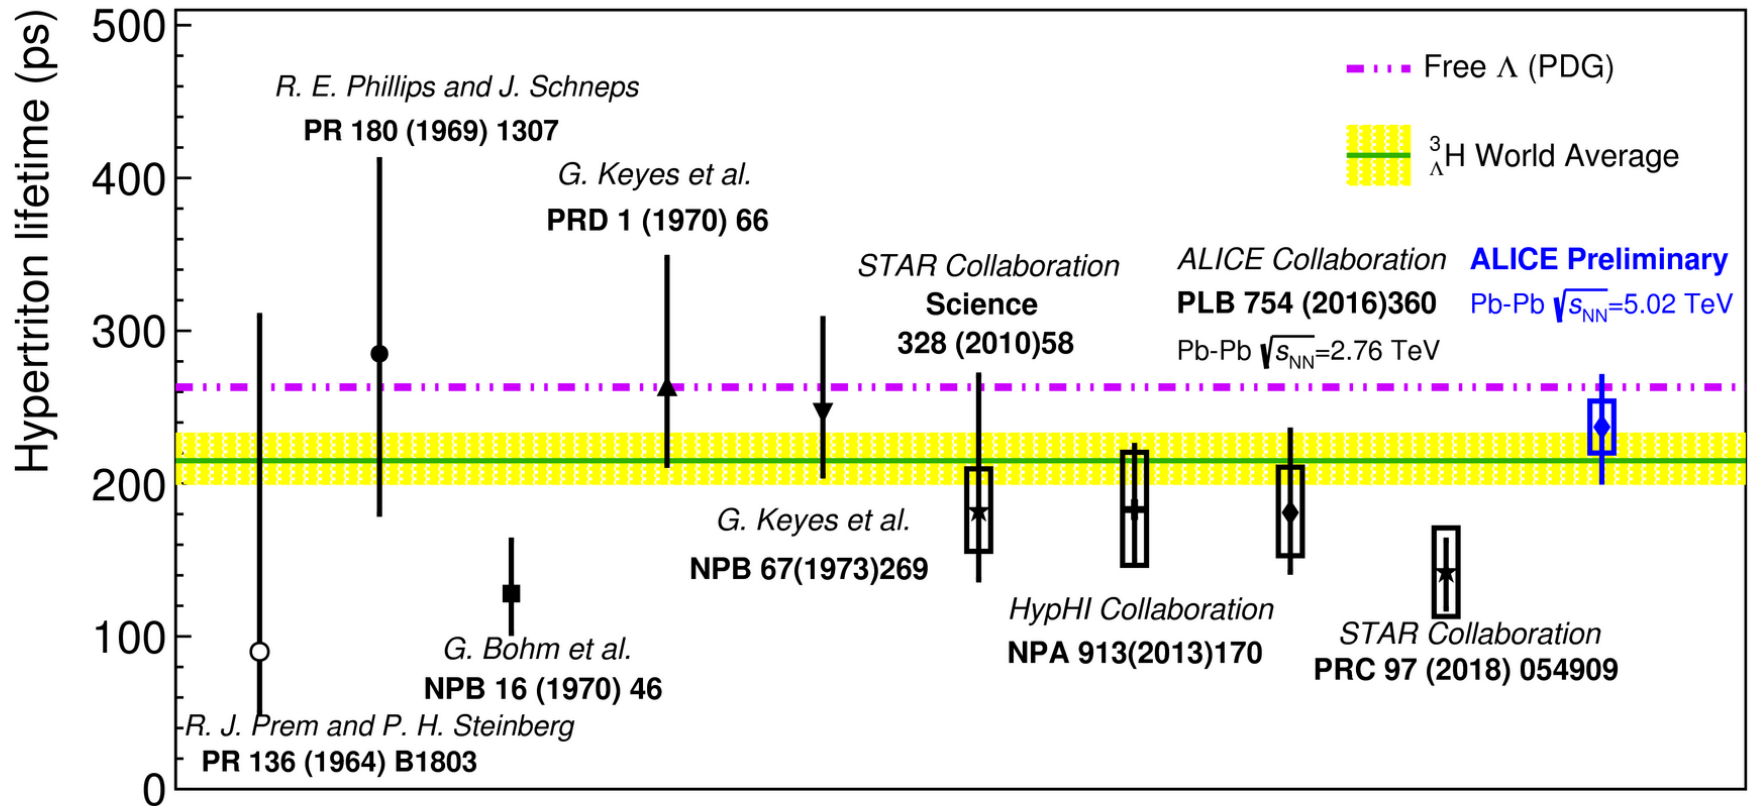 Hypertriton lifetime (ps)
500
400
300
200
100
0
R. E. Phillips and J. Schneps
PR 180 (1969) 1307
G. Keyes et al.
PRD 1 (1970) 66
Free Λ (PDG)
³ΛH World Average
STAR Collaboration
Science
328 (2010)58
ALICE Collaboration
PLB 754 (2016)360
Pb-Pb √sNN=2.76 TeV
ALICE Preliminary
Pb-Pb √sNN=5.02 TeV
G. Keyes et al.
NPB 67(1973)269
HypHI Collaboration
NPA 913(2013)170
STAR Collaboration
PRC 97 (2018) 054909
G. Bohm et al.
NPB 16 (1970) 46
R. J. Prem and P. H. Steinberg
PR 136 (1964) B1803